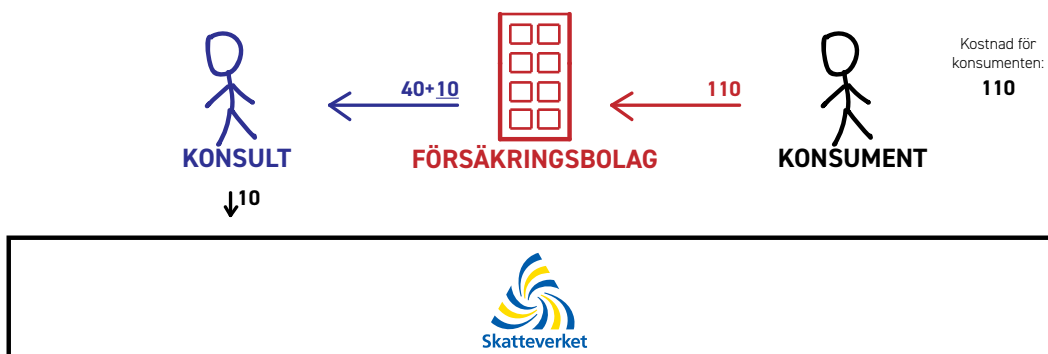 Kostnad för
konsumenten:
110
40+10
110
KONSULT
FÖRSÄKRINGSBOLAG
KONSUMENT
10
Skatteverket